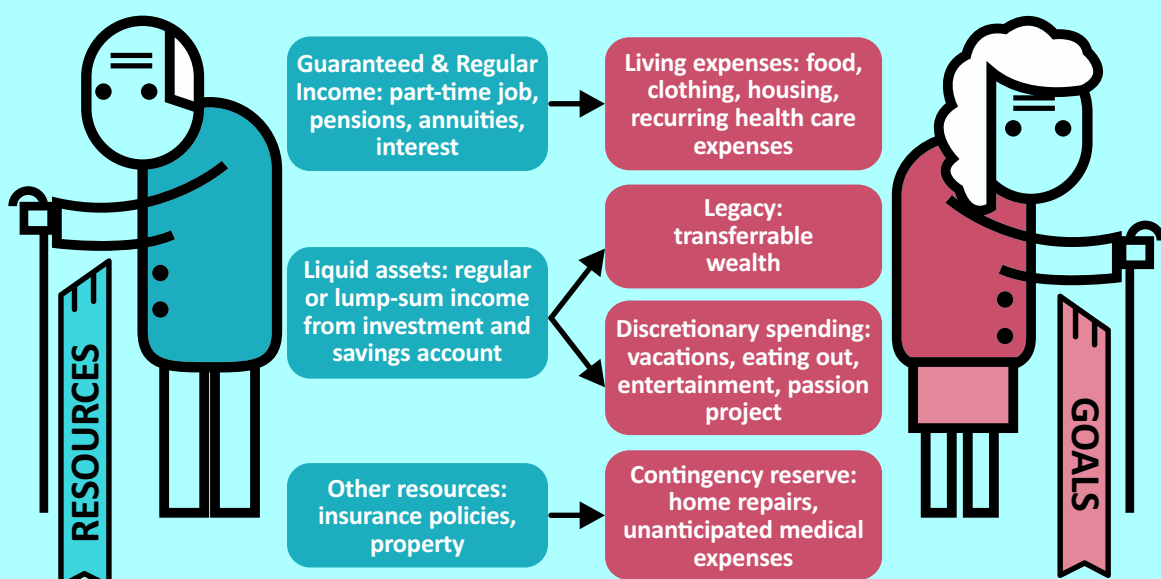 Guaranteed & Regular
Income: part-time job,
pensions, annuities,
interest
Living expenses: food,
clothing, housing,
recurring health care
expenses
Legacy:
transferrable
wealth
Liquid assets: regular
or lump-sum income
from investment and
savings account
Discretionary spending:
vacations, eating out,
entertainment, passion
project
Other resources:
insurance policies,
property
Contingency reserve:
home repairs,
unanticipated medical
expenses
RESOURCES
GOALS